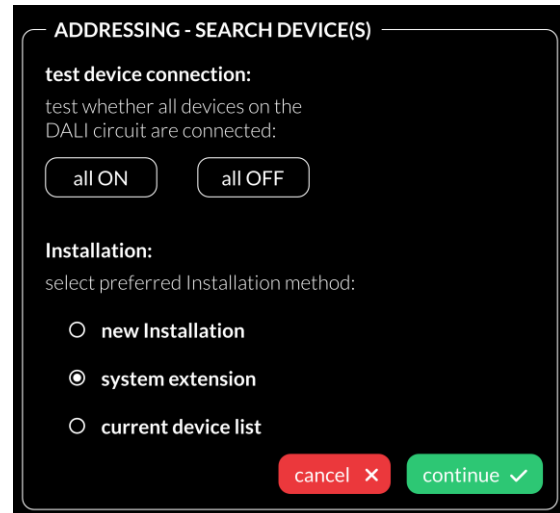 ADDRESSING - SEARCH DEVICE(S)
test device connection:
test whether all devices on the
DALI circuit are connected:
all ON
all OFF
Installation:
select preferred Installation method:
new Installation
system extension
current device list
cancel
continue